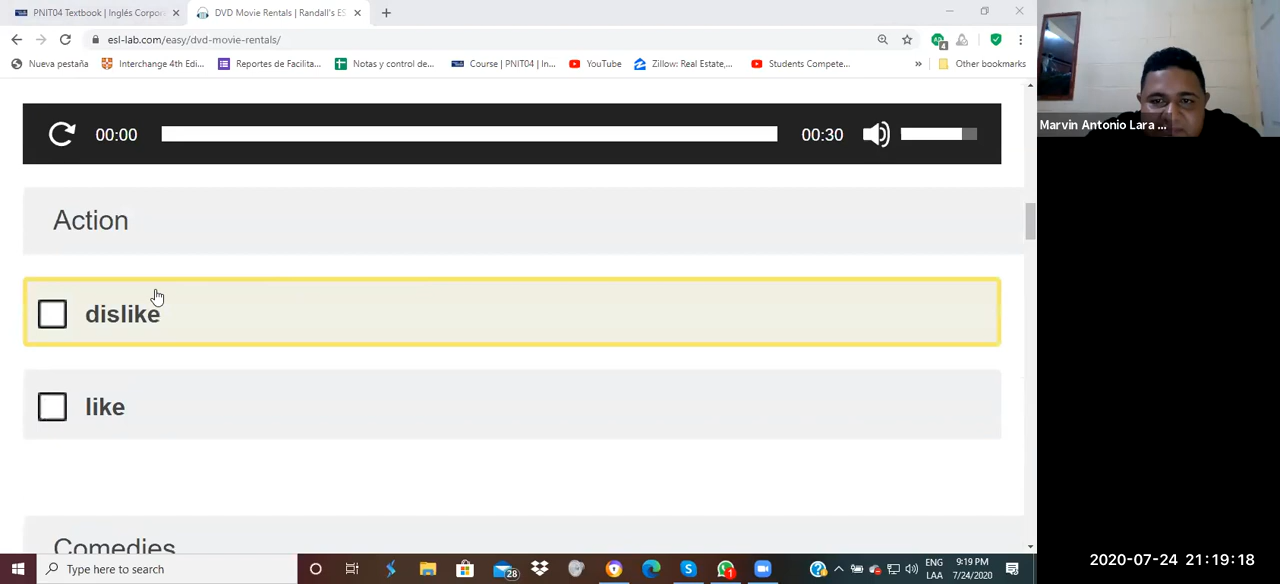 PNIT04 Textbook | Inglés Corpor
DVD Movie Rentals | Randall's ES
esl-lab.com/easy/dvd-movie-rentals/
4
Nueva pestaña
Interchange 4th Edi...
Reportes de Facilita...
Notas y control de...
Course | PNIT04 | In...
YouTube
Zillow: Real Estate,...
Students Compete...
»
Other bookmarks
00:00
00:30
Marvin Antonio Lara ...
Action
dislike
like
Comedies
Type here to search
28
1
ENG
LAA
9:19 PM
7/24/2020
2020-07-24 21:19:18